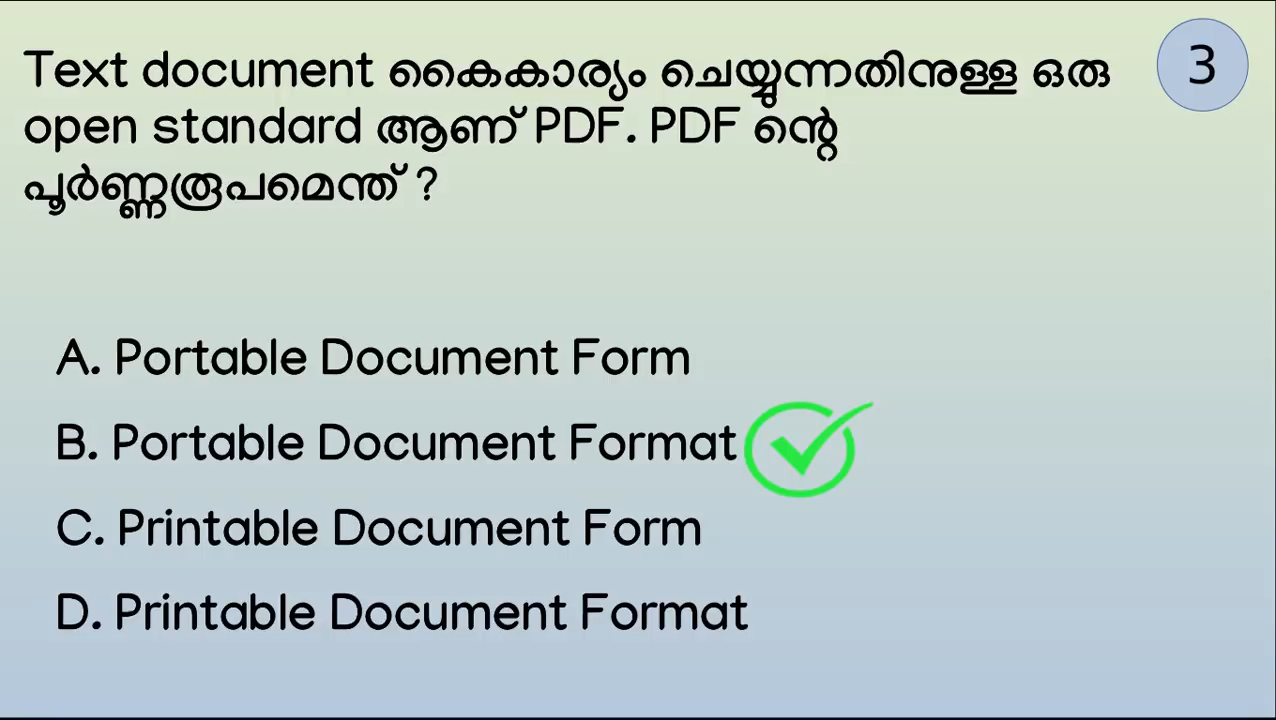 Text document കൈകാര്യം ചെയ്യുന്നതിനുള്ള ഒരു
3
open standard ആണ് PDF. PDF ന്റെ
പൂർണ്ണരൂപമെന്ത് ?
A. Portable Document Form
B. Portable Document Format
C. Printable Document Form
D. Printable Document Format